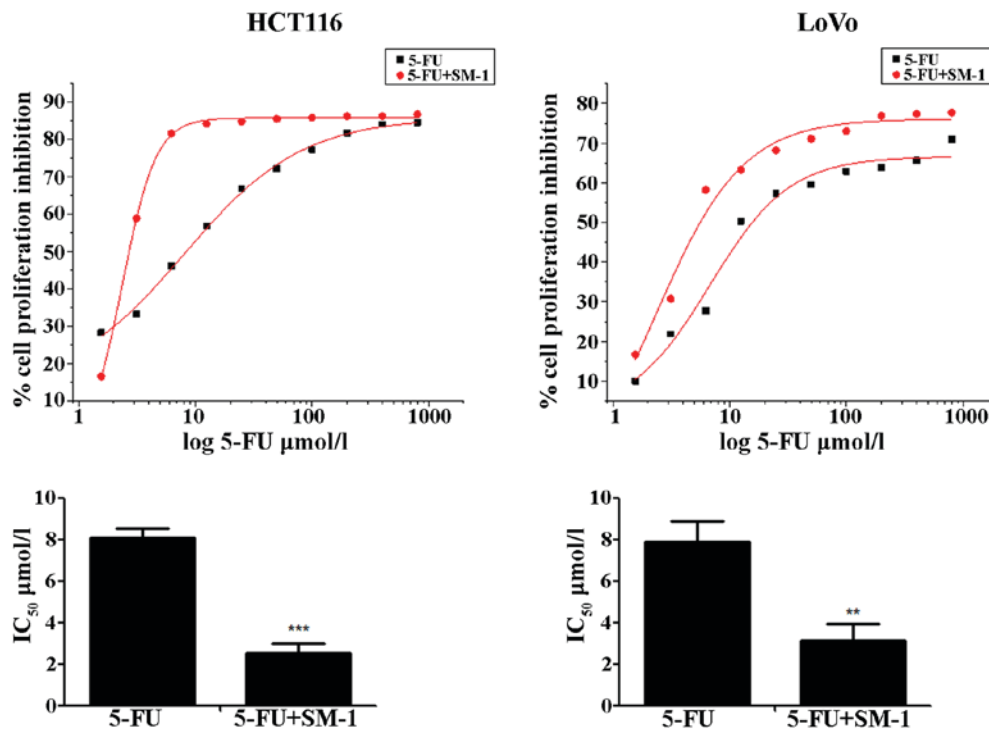 HCT116
5-FU
5-FU+SM-1
% cell proliferation inhibition
90
80
70
60
50
40
30
20
10
1
10
100
1000
log 5-FU µmol/l
LoVo
5-FU
5-FU+SM-1
% cell proliferation inhibition
80
70
60
50
40
30
20
10
1
10
100
1000
log 5-FU µmol/l
IC50 µmol/l
10
8
6
4
2
0
***
5-FU
5-FU+SM-1
IC50 µmol/l
10
8
6
4
2
0
**
5-FU
5-FU+SM-1